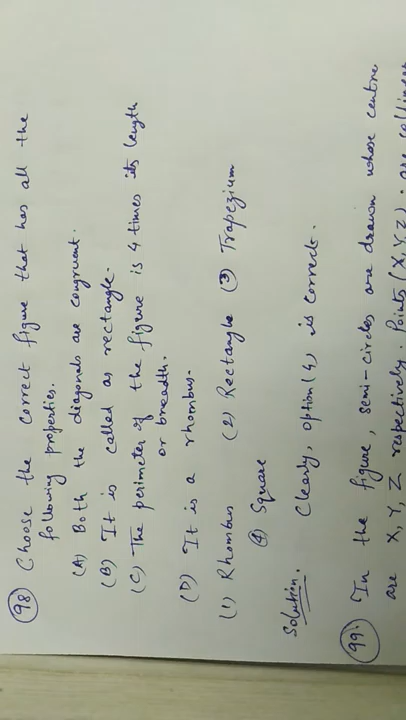 (98) Choose the correct figure that has all the
following properties.
(A) Both the diagonals are congruent.
(B) It is called as rectangle.
(C) The perimeter of the figure is 4 times its length
or breadth.
(D) It is a rhombus.
(1) Rhombus (2) Rectangle (3) Trapezium
(4) Square
Solution. Clearly, option (4) is correct.
(99) In the figure, semi-circles are drawn whose centre
are X, Y, Z respectively. Points (X, Y, Z) are collinear